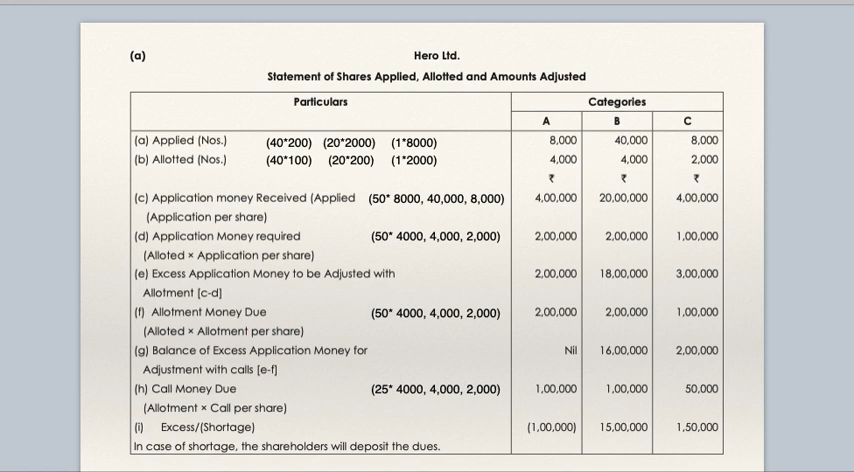 (a) Hero Ltd.
Statement of Shares Applied, Allotted and Amounts Adjusted
Particulars Categories
A B C
(a) Applied (Nos.) (40*200) (20*2000) (1*8000) 8,000 40,000 8,000
(b) Allotted (Nos.) (40*100) (20*200) (1*2000) 4,000 4,000 2,000
₹ ₹ ₹
(c) Application money Received (Applied (50* 8000, 40,000, 8,000) 4,00,000 20,00,000 4,00,000
(Application per share)
(d) Application Money required (50* 4000, 4,000, 2,000) 2,00,000 2,00,000 1,00,000
(Alloted × Application per share)
(e) Excess Application Money to be Adjusted with 2,00,000 18,00,000 3,00,000
Allotment [c-d]
(f) Allotment Money Due (50* 4000, 4,000, 2,000) 2,00,000 2,00,000 1,00,000
(Alloted × Allotment per share)
(g) Balance of Excess Application Money for Nil 16,00,000 2,00,000
Adjustment with calls [e-f]
(h) Call Money Due (25* 4000, 4,000, 2,000) 1,00,000 1,00,000 50,000
(Allotment × Call per share)
(i) Excess/(Shortage) (1,00,000) 15,00,000 1,50,000
In case of shortage, the shareholders will deposit the dues.